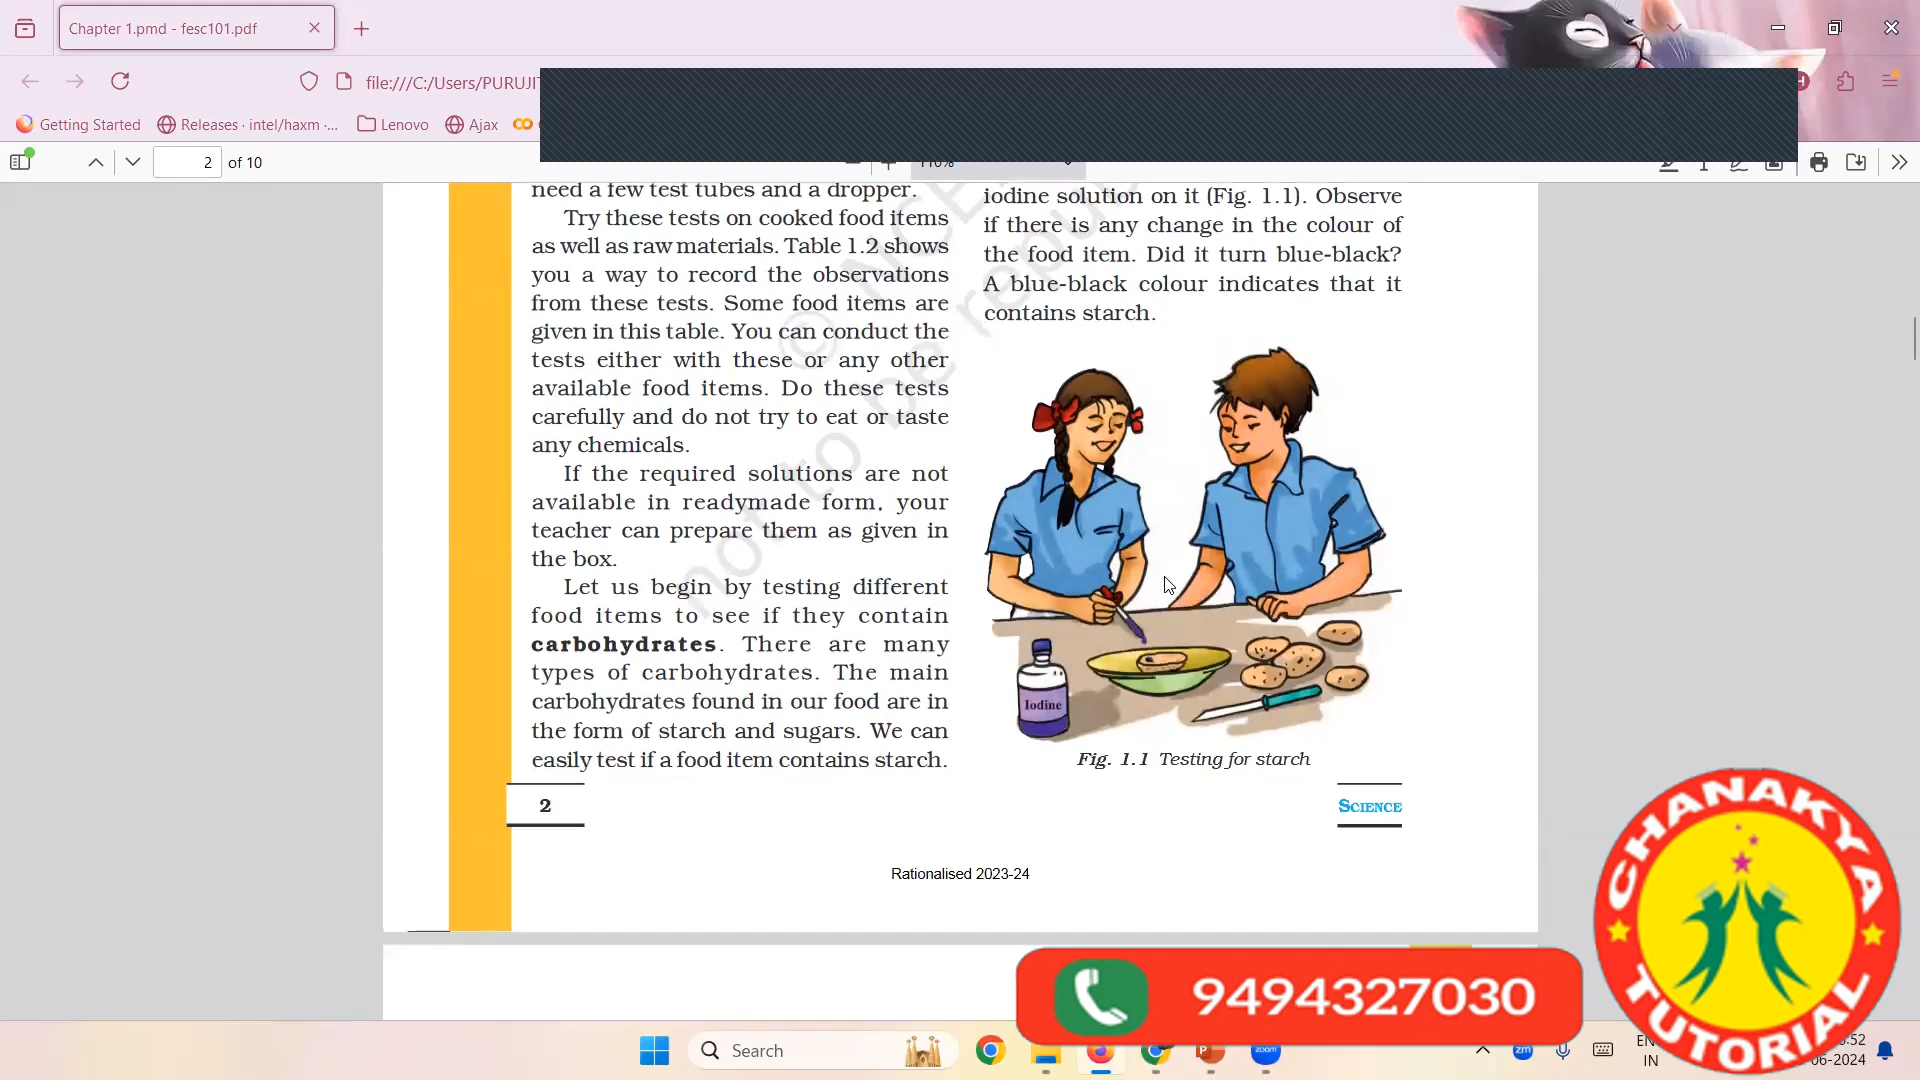 Chapter 1.pmd - fesc101.pdf
file:///C:/Users/PURUJI
Getting Started
Releases · intel/haxm ·...
Lenovo
Ajax
2 of 10
need a few test tubes and a dropper.
Try these tests on cooked food items
as well as raw materials. Table 1.2 shows
you a way to record the observations
from these tests. Some food items are
given in this table. You can conduct the
tests either with these or any other
available food items. Do these tests
carefully and do not try to eat or taste
any chemicals.
If the required solutions are not
available in readymade form, your
teacher can prepare them as given in
the box.
Let us begin by testing different
food items to see if they contain
carbohydrates. There are many
types of carbohydrates. The main
carbohydrates found in our food are in
the form of starch and sugars. We can
easily test if a food item contains starch.
iodine solution on it (Fig. 1.1). Observe
if there is any change in the colour of
the food item. Did it turn blue-black?
A blue-black colour indicates that it
contains starch.
Iodine
Fig. 1.1 Testing for starch
2
SCIENCE
Rationalised 2023-24
not to be
9494327030
CHANAKYA
TUTORIAL
Search
zoom
zm
IN